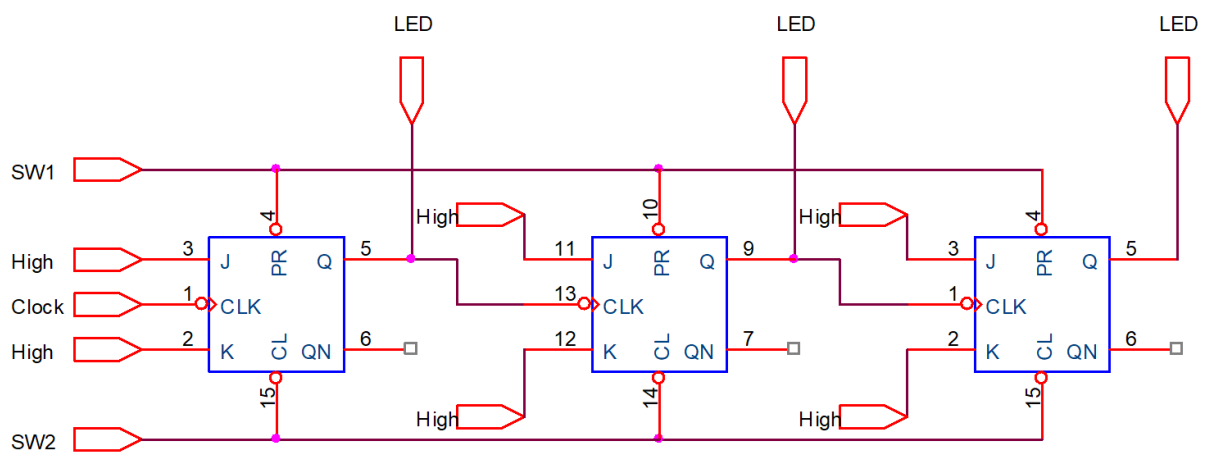 LED LED LED
SW1
4 10 4
High High
High 3 J PR Q 5 11 J PR Q 9 3 J PR Q 5
Clock 1 CLK 13 CLK 1 CLK
High 2 K CL QN 6 12 K CL QN 7 2 K CL QN 6
15 14 15
High High
SW2